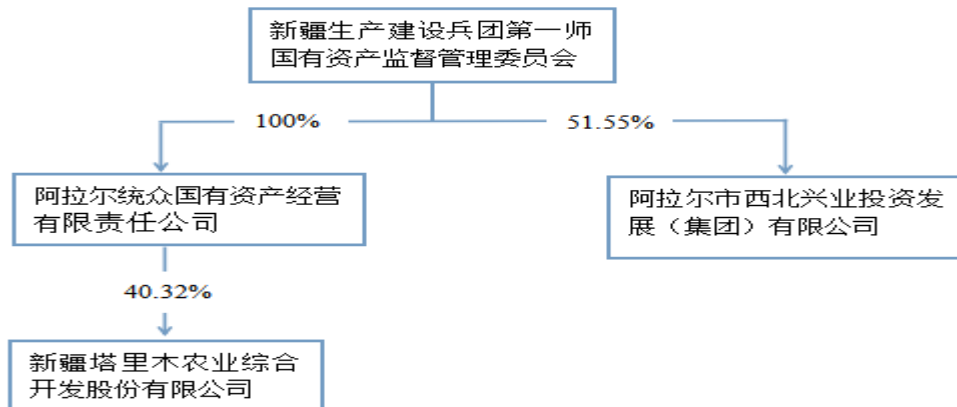 新疆生产建设兵团第一师
国有资产监督管理委员会
100%
51.55%
阿拉尔统众国有资产经营
有限责任公司
阿拉尔市西北兴业投资发
展（集团）有限公司
40.32%
新疆塔里木农业综合
开发股份有限公司